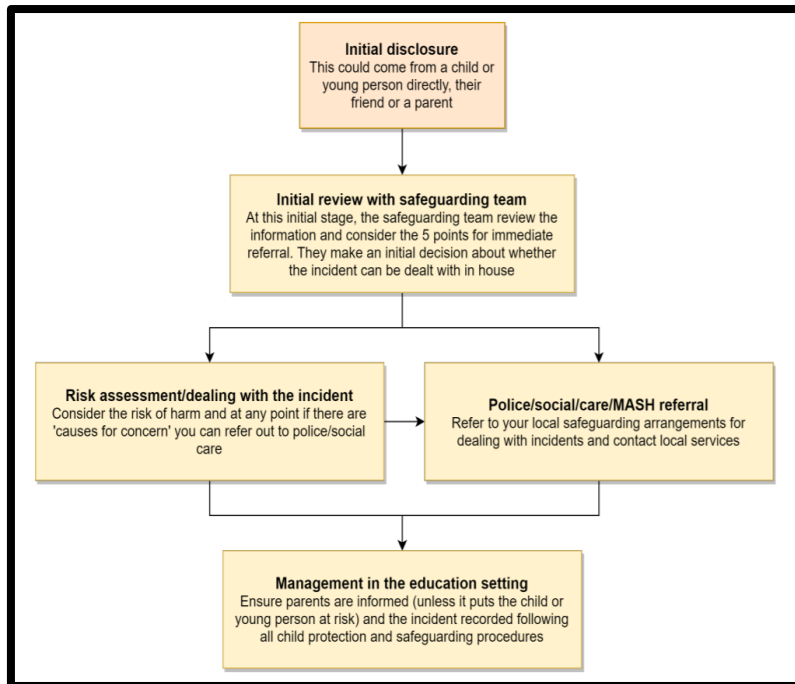 Initial disclosure
This could come from a child or
young person directly, their
friend or a parent
Initial review with safeguarding team
At this initial stage, the safeguarding team review the
information and consider the 5 points for immediate
referral. They make an initial decision about whether
the incident can be dealt with in house
Risk assessment/dealing with the incident
Consider the risk of harm and at any point if there are
'causes for concern' you can refer out to police/social
care
Police/social/care/MASH referral
Refer to your local safeguarding arrangements for
dealing with incidents and contact local services
Management in the education setting
Ensure parents are informed (unless it puts the child or
young person at risk) and the incident recorded following
all child protection and safeguarding procedures